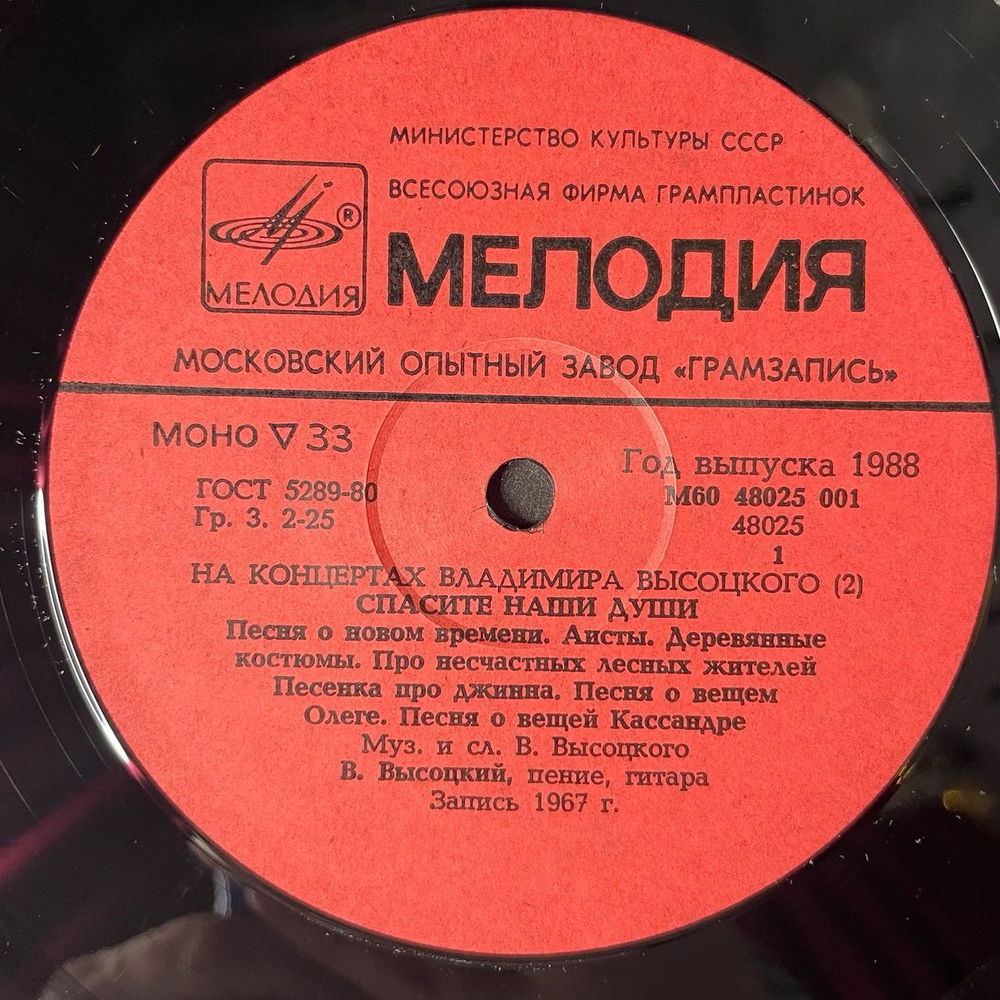 МИНИСТЕРСТВО КУЛЬТУРЫ СССР
ВСЕСОЮЗНАЯ ФИРМА ГРАМПЛАСТИНОК
®
МЕЛОДИЯ
МЕЛОДИЯ
МОСКОВСКИЙ ОПЫТНЫЙ ЗАВОД «ГРАМЗАПИСЬ»
МОНО ▽ 33
Год выпуска 1988
ГОСТ 5289-80
М60 48025 001
Гр. 3. 2-25
48025
1
НА КОНЦЕРТАХ ВЛАДИМИРА ВЫСОЦКОГО (2)
СПАСИТЕ НАШИ ДУШИ
Песня о новом времени. Аисты. Деревянные
костюмы. Про несчастных лесных жителей
Песенка про джинна. Песня о вещем
Олеге. Песня о вещей Кассандре
Муз. и сл. В. Высоцкого
В. Высоцкий, пение, гитара
Запись 1967 г.